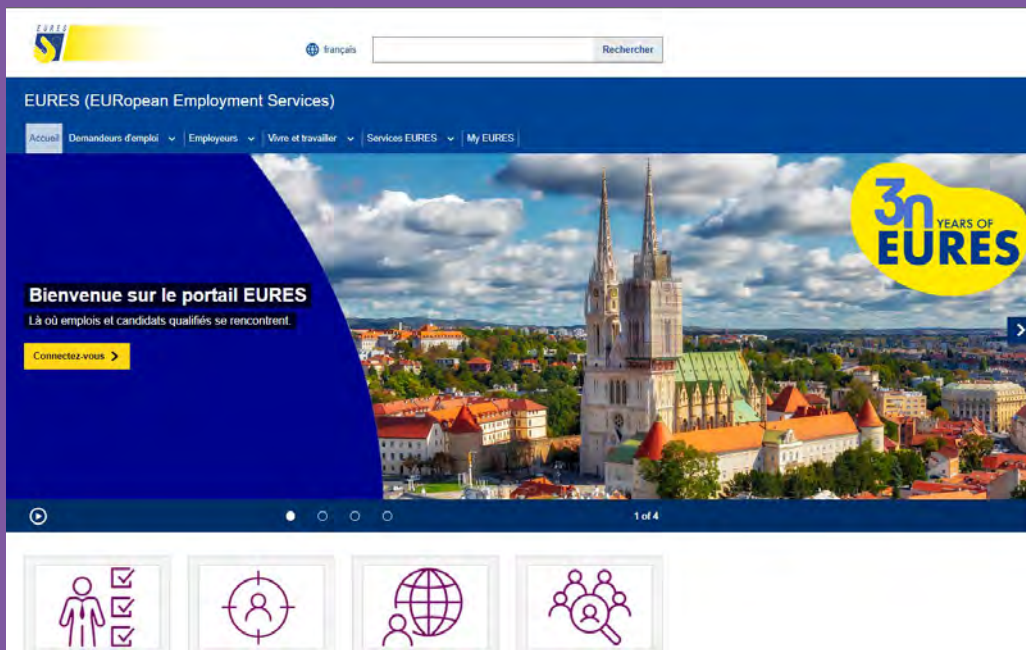 EURES
français
Rechercher
EURES (EURopean Employment Services)
Accueil Demandeurs d'emploi Employeurs Vivre et travailler Services EURES My EURES
30 YEARS OF
EURES
Bienvenue sur le portail EURES
Là où emplois et candidats qualifiés se rencontrent.
Connectez-vous
1 of 4